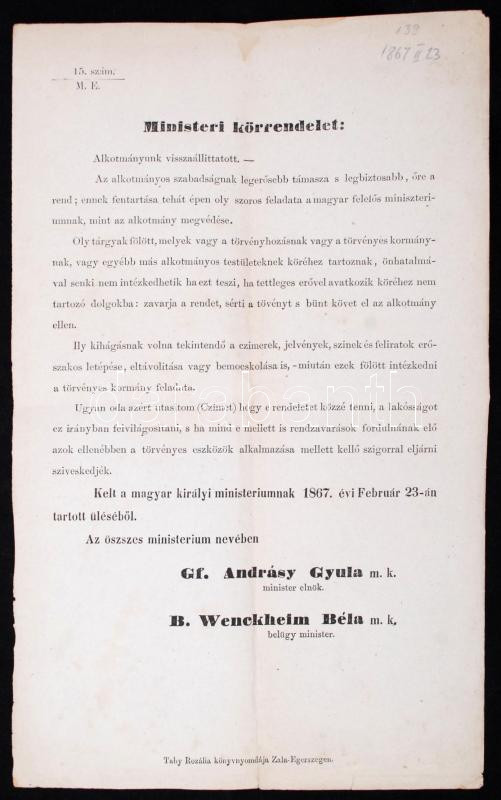 139
1867 II 23
15. szám.
M. E.
Ministeri körrendelet:
Alkotmányunk visszaállittatott. —
Az alkotmányos szabadságnak legerősebb támasza s legbiztosabb, őre a
rend; ennek fentartása tehát épen oly szoros feladata a magyar felelős miniszteri-
umnak, mint az alkotmány megvédése.
Oly tárgyak fölött, melyek vagy a törvényhozásnak vagy a törvényes kormány-
nak, vagy egyébb más alkotmányos testületeknek köréhez tartoznak, önhatalmá-
val senki nem intézkedhetik ha ezt teszi, ha tettleges erővel avatkozik köréhez nem
tartozó dolgokba: zavarja a rendet, sérti a tövényt s bünt követ el az alkotmány
ellen.
Ily kihágásnak volna tekintendő a czimerek, jelvények, szinek és feliratok erő-
szakos letépése, eltávolitása vagy bemocskolása is, - miután ezek fölött intézkedni
a törvényes kormány feladata.
Ugyan oda azért utasitom (Czimet) hogy e rendeletet közzé tenni, a lakósságot
ez irányban felvilágositani, s ha mind e mellett is rendzavarások fordulnának elő
azok ellenébben a törvényes eszközök alkalmazása mellett kellő szigorral eljárni
sziveskedjék.
Kelt a magyar királyi ministeriumnak 1867. évi Február 23-án
tartott üléséből.
Az öszszes ministerium nevében
Gf. Andrásy Gyula m. k.
minister elnök.
B. Wenckheim Béla m. k.
belügy minister.
Taby Rozália könyvnyomdája Zala-Egerszegen.
darabanth